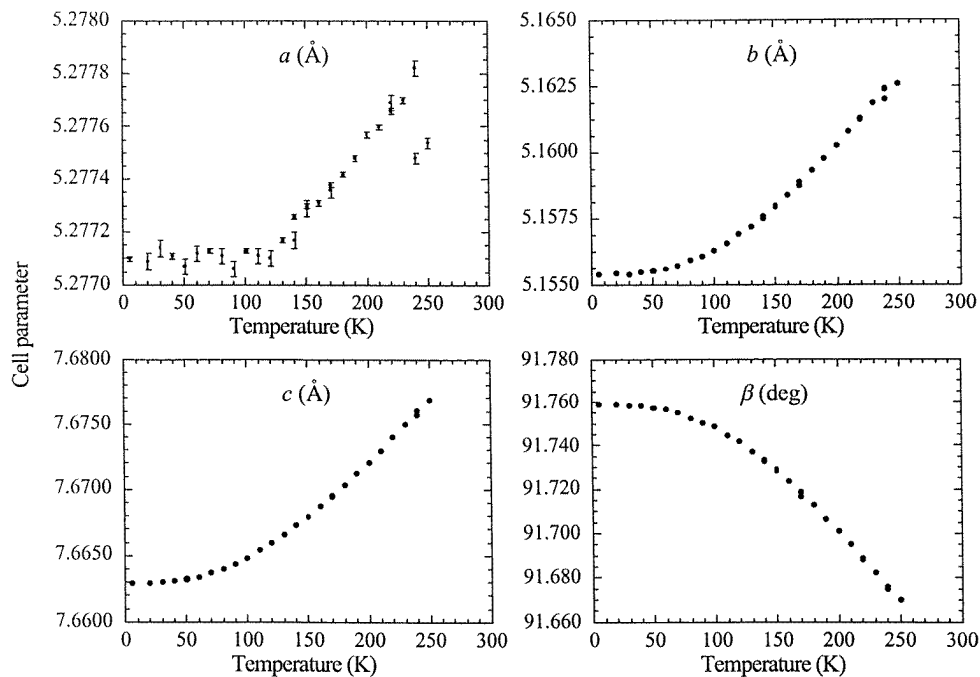 Cell parameter
a (Å)
5.2780
5.2778
5.2776
5.2774
5.2772
5.2770
0 50 100 150 200 250 300
Temperature (K)
b (Å)
5.1650
5.1625
5.1600
5.1575
5.1550
0 50 100 150 200 250 300
Temperature (K)
c (Å)
7.6800
7.6750
7.6700
7.6650
7.6600
0 50 100 150 200 250 300
Temperature (K)
β (deg)
91.780
91.760
91.740
91.720
91.700
91.680
91.660
0 50 100 150 200 250 300
Temperature (K)